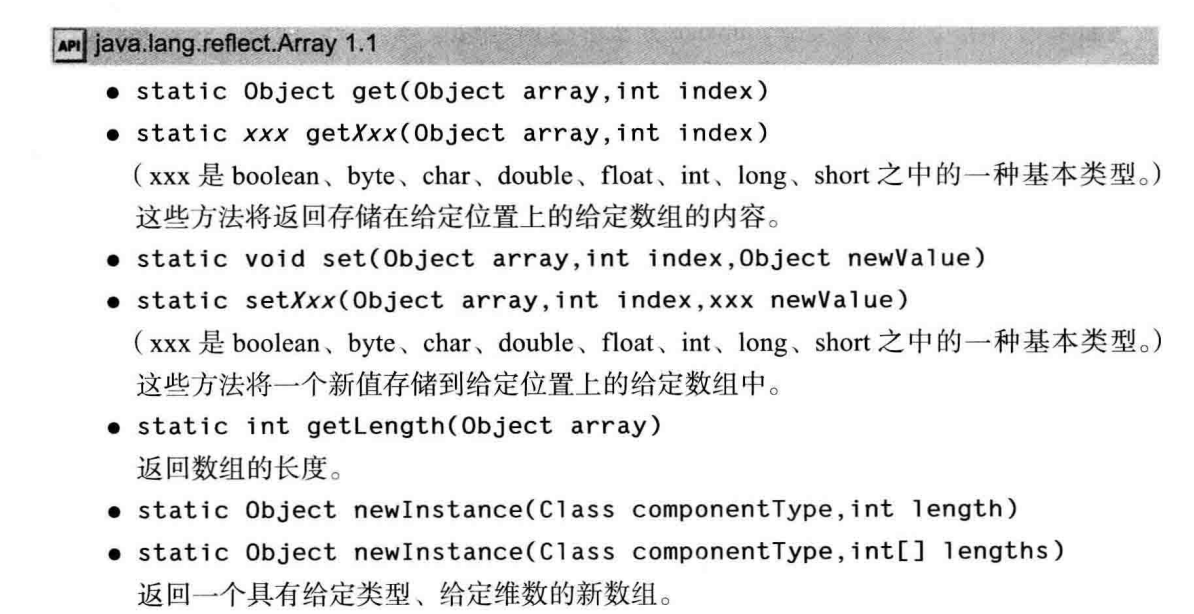 API java.lang.reflect.Array 1.1
● static Object get(Object array,int index)
● static xxx getXxx(Object array,int index)
（xxx 是 boolean、byte、char、double、float、int、long、short 之中的一种基本类型。）
这些方法将返回存储在给定位置上的给定数组的内容。
● static void set(Object array,int index,Object newValue)
● static setXxx(Object array,int index,xxx newValue)
（xxx 是 boolean、byte、char、double、float、int、long、short 之中的一种基本类型。）
这些方法将一个新值存储到给定位置上的给定数组中。
● static int getLength(Object array)
返回数组的长度。
● static Object newInstance(Class componentType,int length)
● static Object newInstance(Class componentType,int[] lengths)
返回一个具有给定类型、给定维数的新数组。